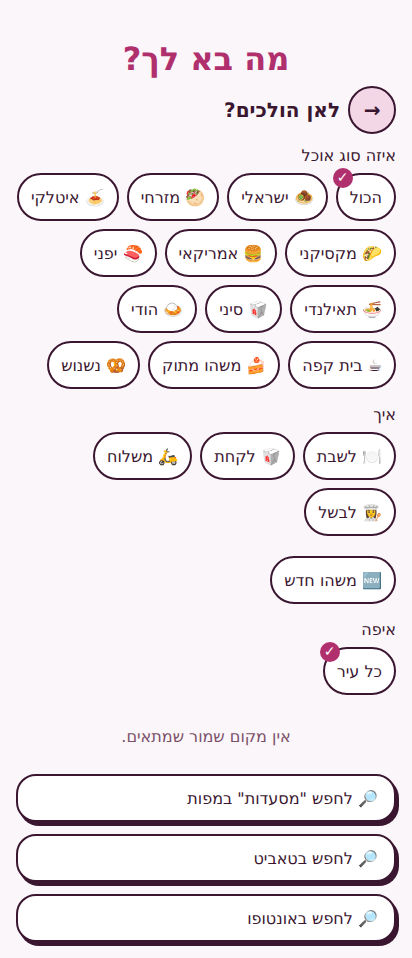 מה בא לך?
→ לאן הולכים?
איזה סוג אוכל
הכול ✓ 🧆 ישראלי 🥙 מזרחי 🍝 איטלקי
🌮 מקסיקני 🍔 אמריקאי 🍣 יפני
🍜 תאילנדי 🥡 סיני 🍛 הודי
☕ בית קפה 🍰 משהו מתוק 🥨 נשנוש
איך
🍽️ לשבת 🥡 לקחת 🛵 משלוח
👩‍🍳 לבשל
🆕 משהו חדש
איפה
כל עיר ✓
אין מקום שמור שמתאים.
🔎 לחפש "מסעדות" במפות
🔎 לחפש בטאביט
🔎 לחפש באונטופו